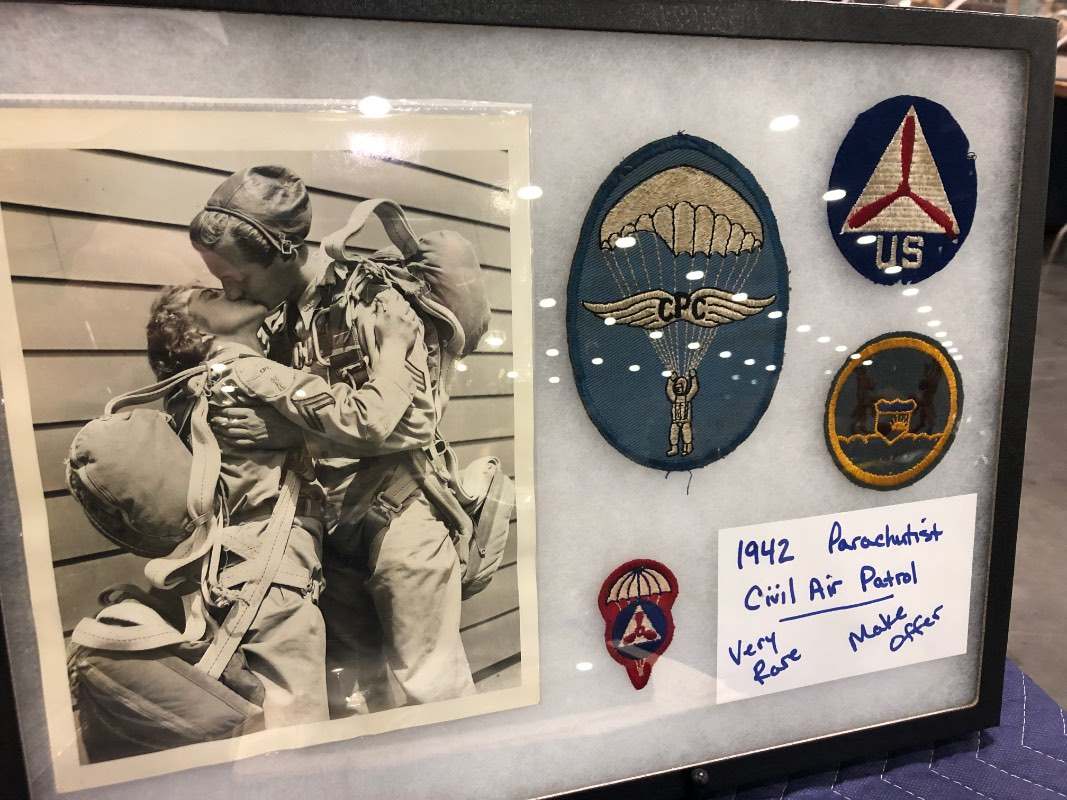 CPC
US
1942 Parachutist
Civil Air Patrol
Very Rare
Make Offer